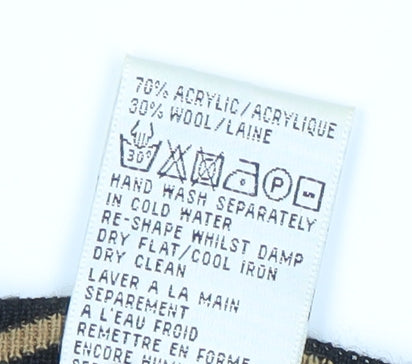 70% ACRYLIC/ACRYLIQUE
30% WOOL/LAINE
30° P
HAND WASH SEPARATELY
IN COLD WATER
RE-SHAPE WHILST DAMP
DRY FLAT/COOL IRON
DRY CLEAN
LAVER A LA MAIN
SEPAREMENT
A L'EAU FROID
REMETTRE EN FORME
ENCORE